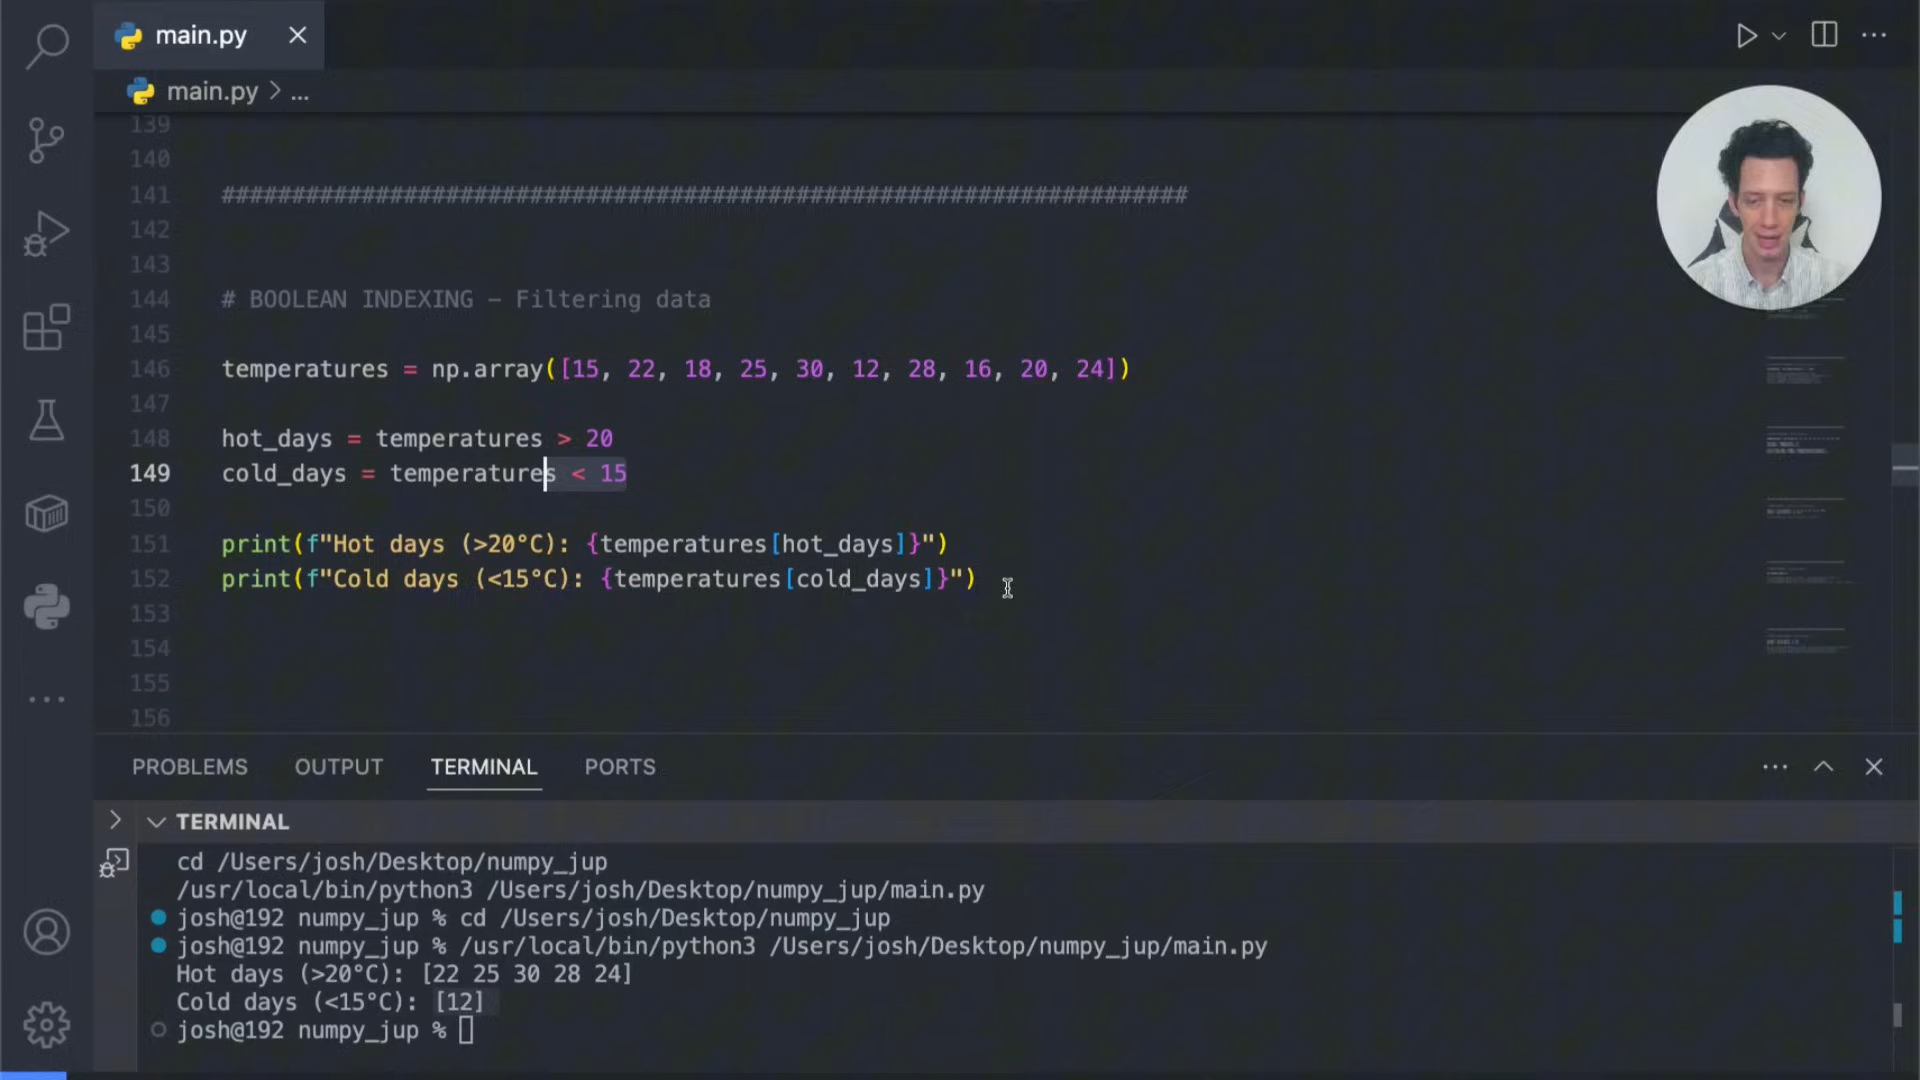 main.py
main.py > ...
139
140
141 #####################################################################
142
143
144 # BOOLEAN INDEXING – Filtering data
145
146 temperatures = np.array([15, 22, 18, 25, 30, 12, 28, 16, 20, 24])
147
148 hot_days = temperatures > 20
149 cold_days = temperatures < 15
150
151 print(f"Hot days (>20°C): {temperatures[hot_days]}")
152 print(f"Cold days (<15°C): {temperatures[cold_days]}")
153
154
155
156
PROBLEMS OUTPUT TERMINAL PORTS
TERMINAL
cd /Users/josh/Desktop/numpy_jup
/usr/local/bin/python3 /Users/josh/Desktop/numpy_jup/main.py
josh@192 numpy_jup % cd /Users/josh/Desktop/numpy_jup
josh@192 numpy_jup % /usr/local/bin/python3 /Users/josh/Desktop/numpy_jup/main.py
Hot days (>20°C): [22 25 30 28 24]
Cold days (<15°C): [12]
josh@192 numpy_jup %